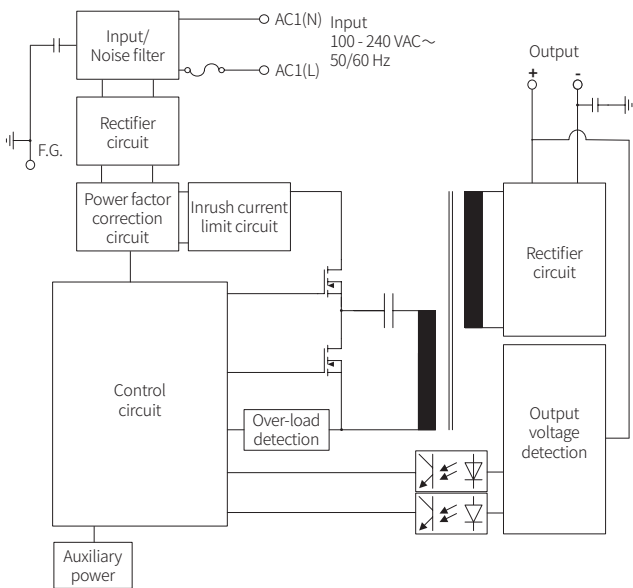 Input/
Noise filter
AC1(N)
Input
100 - 240 VAC～
50/60 Hz
AC1(L)
Output
+
-
F.G.
Rectifier
circuit
Power factor
correction
circuit
Inrush current
limit circuit
Rectifier
circuit
Control
circuit
Over-load
detection
Output
voltage
detection
Auxiliary
power